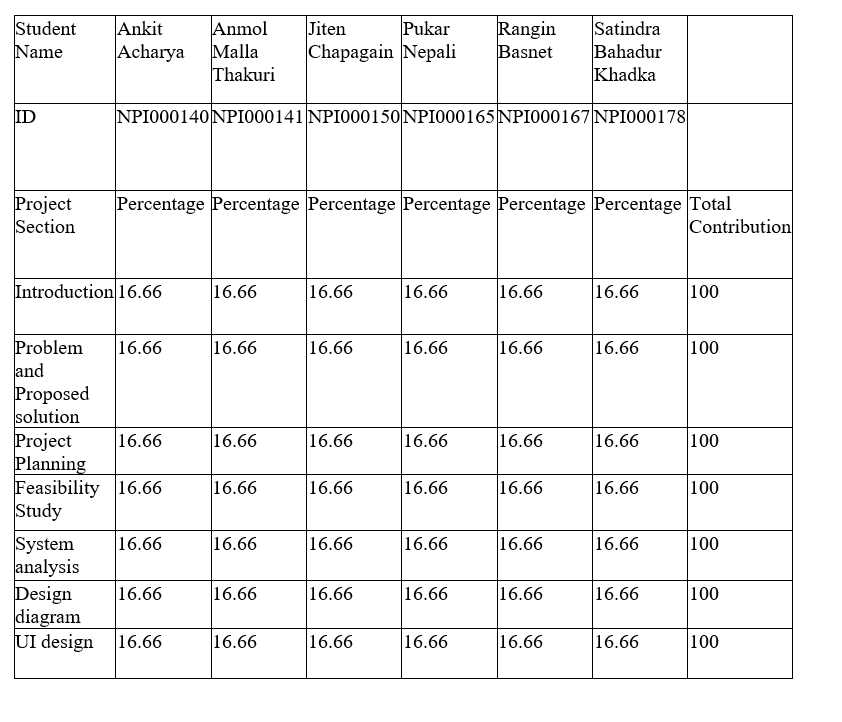 Student Name Ankit Acharya Anmol Malla Thakuri Jiten Chapagain Pukar Nepali Rangin Basnet Satindra Bahadur Khadka
ID NPI000140 NPI000141 NPI000150 NPI000165 NPI000167 NPI000178
Project Section Percentage Percentage Percentage Percentage Percentage Percentage Total Contribution
Introduction 16.66 16.66 16.66 16.66 16.66 16.66 100
Problem and Proposed solution 16.66 16.66 16.66 16.66 16.66 16.66 100
Project Planning 16.66 16.66 16.66 16.66 16.66 16.66 100
Feasibility Study 16.66 16.66 16.66 16.66 16.66 16.66 100
System analysis 16.66 16.66 16.66 16.66 16.66 16.66 100
Design diagram 16.66 16.66 16.66 16.66 16.66 16.66 100
UI design 16.66 16.66 16.66 16.66 16.66 16.66 100